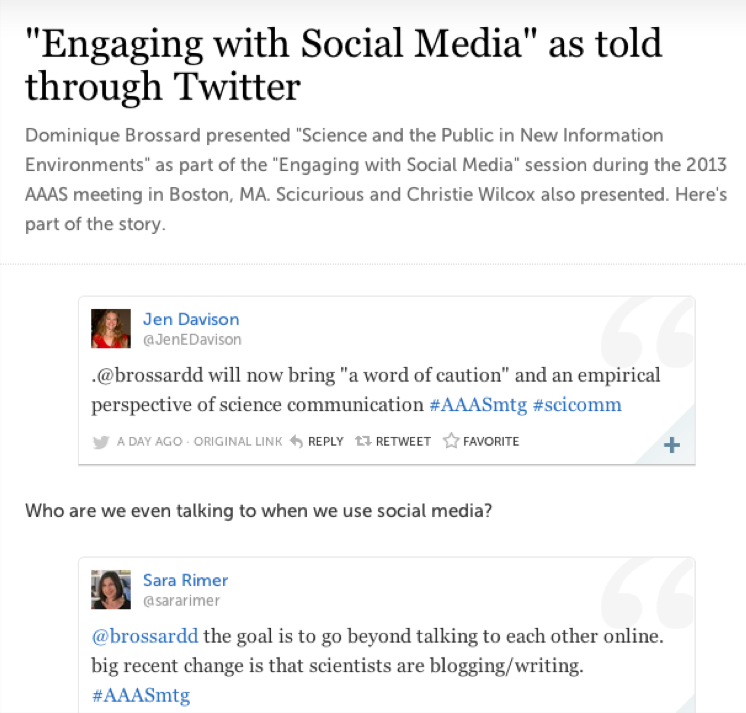 "Engaging with Social Media" as told
through Twitter
Dominique Brossard presented "Science and the Public in New Information
Environments" as part of the "Engaging with Social Media" session during the 2013
AAAS meeting in Boston, MA. Scicurious and Christie Wilcox also presented. Here's
part of the story.
Jen Davison
@JenEDavison
.@brossardd will now bring "a word of caution" and an empirical
perspective of science communication #AAASmtg #scicomm
A DAY AGO · ORIGINAL LINK REPLY RETWEET FAVORITE
Who are we even talking to when we use social media?
Sara Rimer
@sararimer
@brossardd the goal is to go beyond talking to each other online.
big recent change is that scientists are blogging/writing.
#AAASmtg